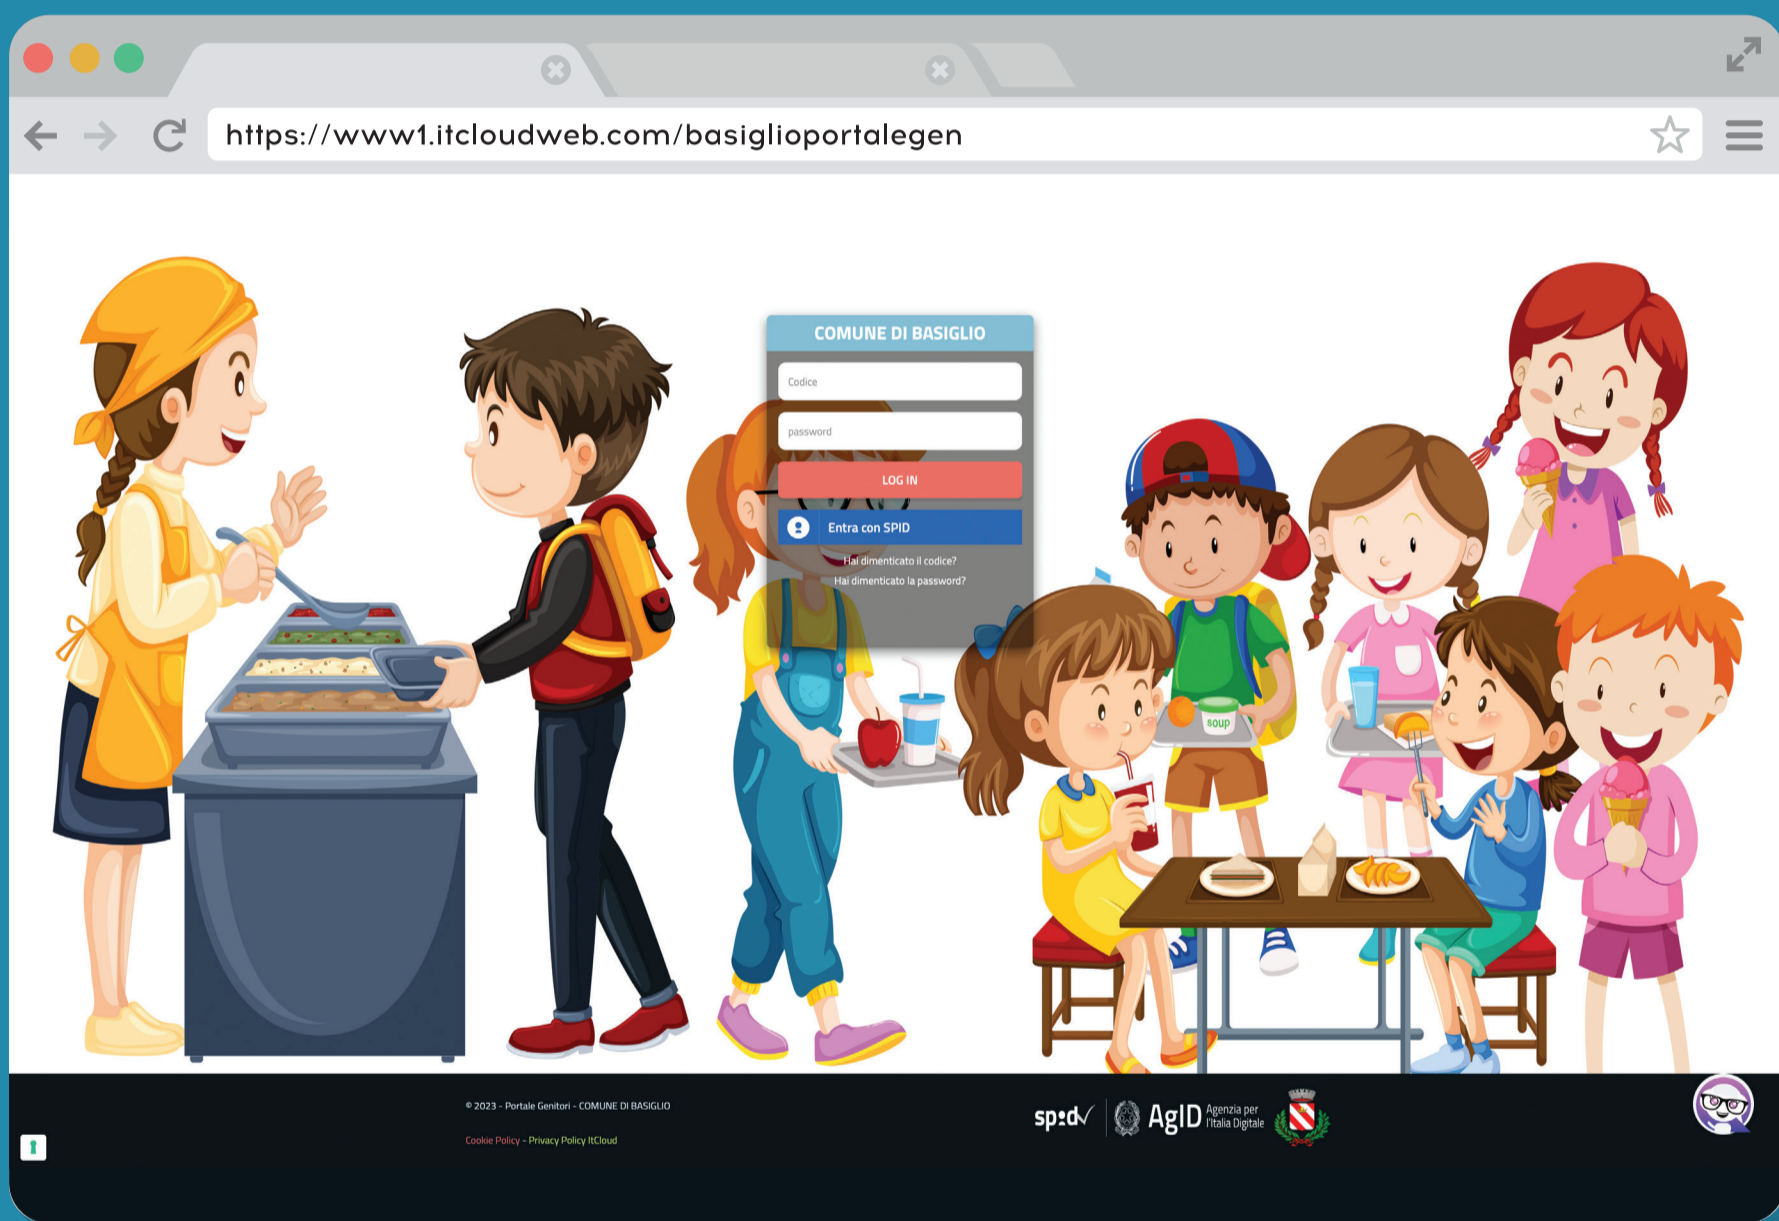 https://www1.itcloudweb.com/basiglioportalegen
COMUNE DI BASIGLIO
Codice
password
LOG IN
Entra con SPID
Hai dimenticato il codice?
Hai dimenticato la password?
soup
© 2023 - Portale Genitori - COMUNE DI BASIGLIO
Cookie Policy - Privacy Policy ItCloud
spid
AgID Agenzia per
l'Italia Digitale